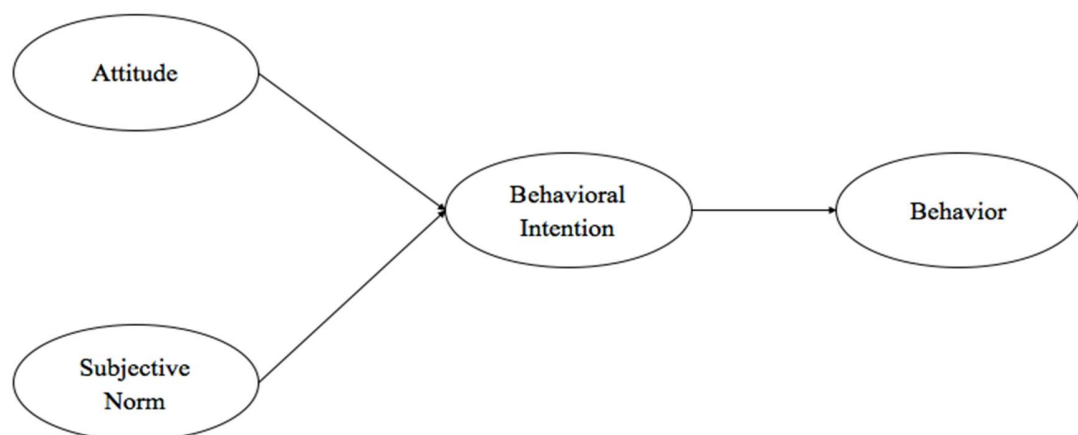 Attitude
Behavioral
Intention
Behavior
Subjective
Norm